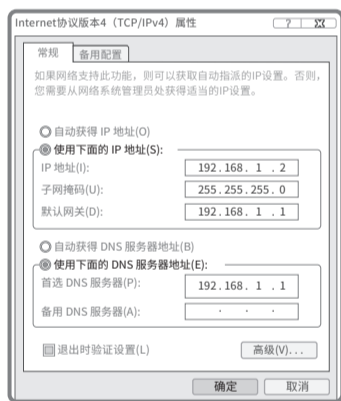 Internet协议版本4（TCP/IPv4）属性
常规 备用配置
如果网络支持此功能，则可以获取自动指派的IP设置。否则，
您需要从网络系统管理员处获得适当的IP设置。
自动获得 IP 地址(O)
使用下面的 IP 地址(S):
IP 地址(I): 192.168. 1 . 2
子网掩码(U): 255.255.255. 0
默认网关(D): 192.168. 1 . 1
自动获得 DNS 服务器地址(B)
使用下面的 DNS 服务器地址(E):
首选 DNS 服务器(P): 192.168. 1 . 1
备用 DNS 服务器(A): . . .
退出时验证设置(L) 高级(V)...
确定 取消